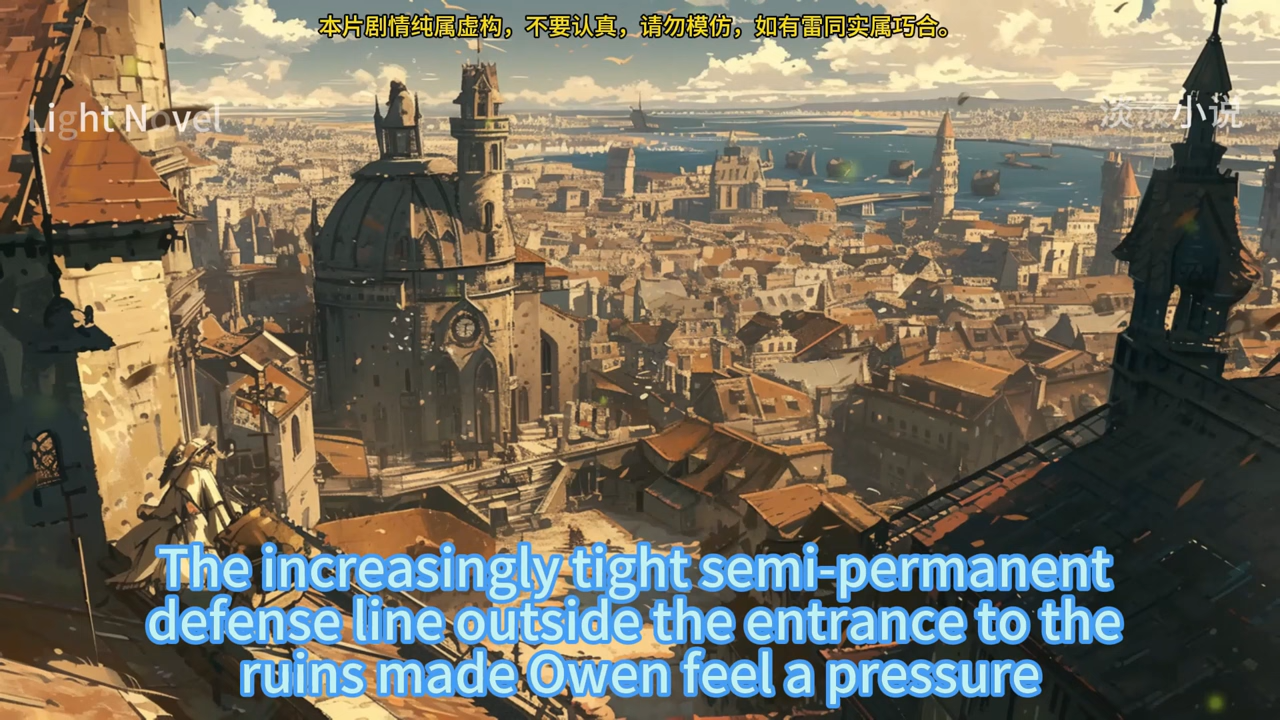 本片剧情纯属虚构，不要认真，请勿模仿，如有雷同实属巧合。
Light Novel
小说
The increasingly tight semi-permanent
defense line outside the entrance to the
ruins made Owen feel a pressure